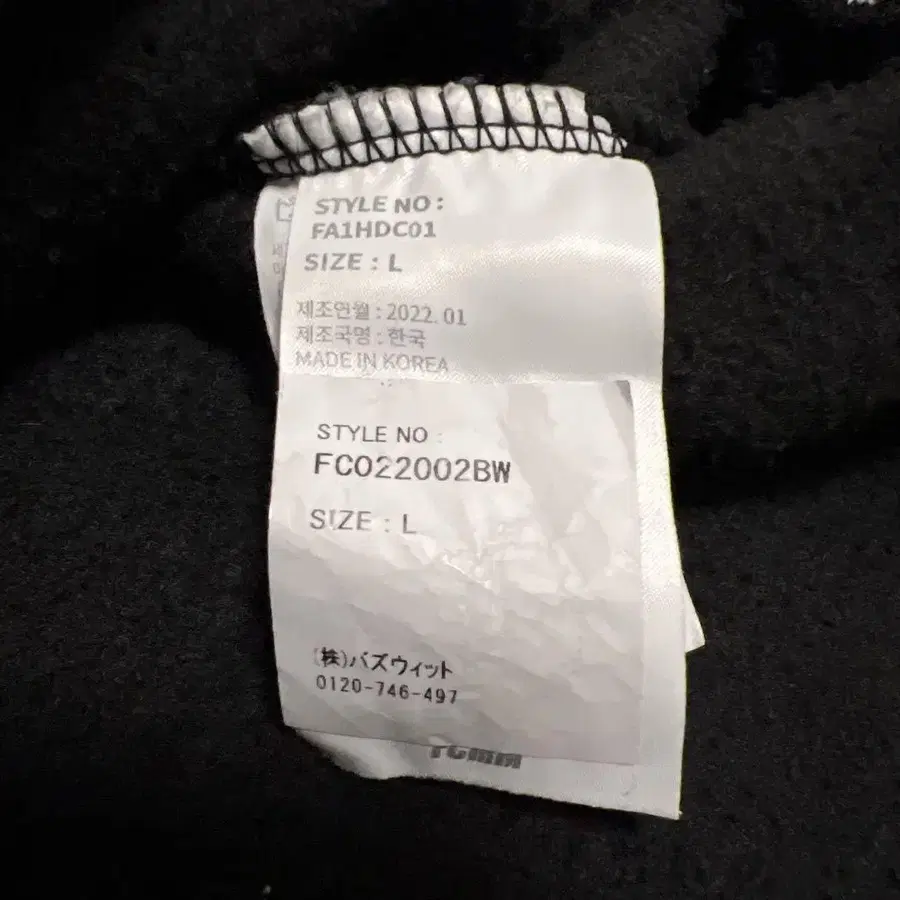 STYLE NO :
FA1HDC01
SIZE : L
제조연월 : 2022. 01
제조국명 : 한국
MADE IN KOREA
STYLE NO :
FC022002BW
SIZE : L
(株)バズウィット
0120-746-497